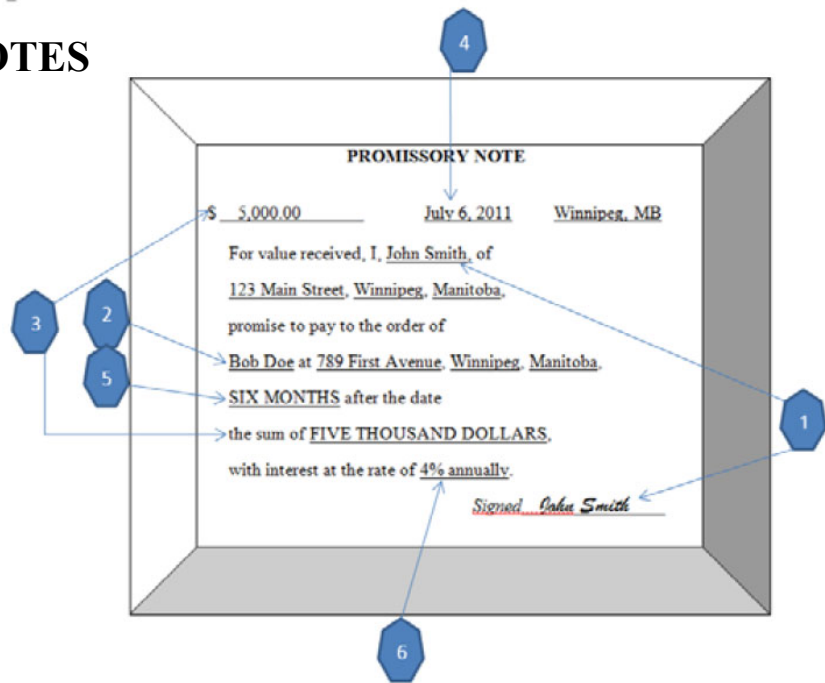 4
OTES
PROMISSORY NOTE
$ 5,000.00 July 6, 2011 Winnipeg, MB
For value received, I, John Smith, of
123 Main Street, Winnipeg, Manitoba,
promise to pay to the order of
3
2
Bob Doe at 789 First Avenue, Winnipeg, Manitoba,
5
SIX MONTHS after the date
1
the sum of FIVE THOUSAND DOLLARS,
with interest at the rate of 4% annually.
Signed John Smith
6